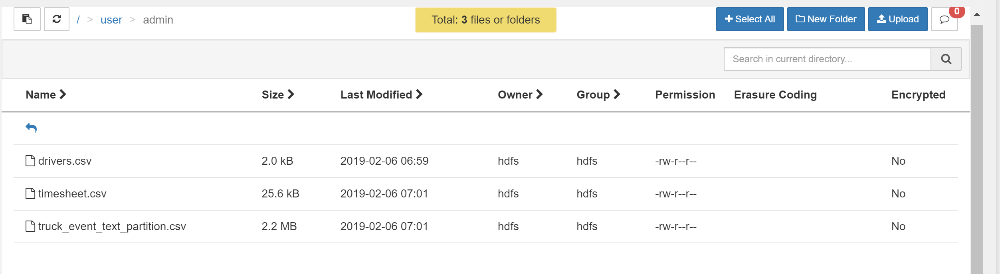 / > user > admin
Total: 3 files or folders
Select All
New Folder
Upload
0
Search in current directory...
Name Size Last Modified Owner Group Permission Erasure Coding Encrypted
drivers.csv 2.0 kB 2019-02-06 06:59 hdfs hdfs -rw-r--r-- No
timesheet.csv 25.6 kB 2019-02-06 07:01 hdfs hdfs -rw-r--r-- No
truck_event_text_partition.csv 2.2 MB 2019-02-06 07:01 hdfs hdfs -rw-r--r-- No